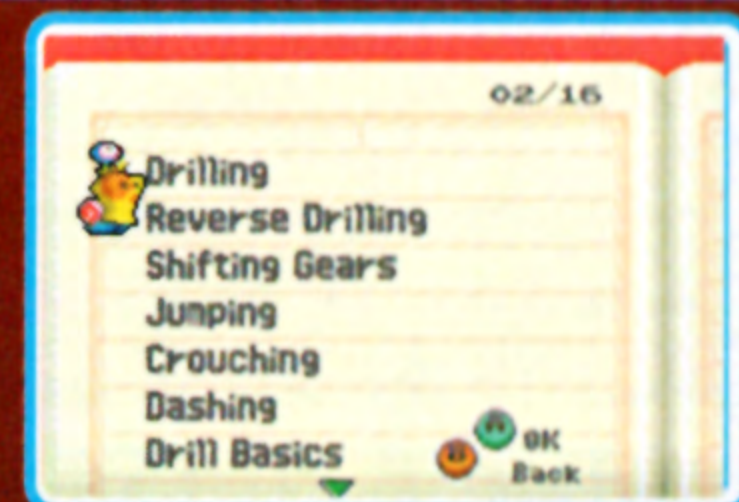 02/16
Drilling
Reverse Drilling
Shifting Gears
Jumping
Crouching
Dashing
Drill Basics
OK
Back